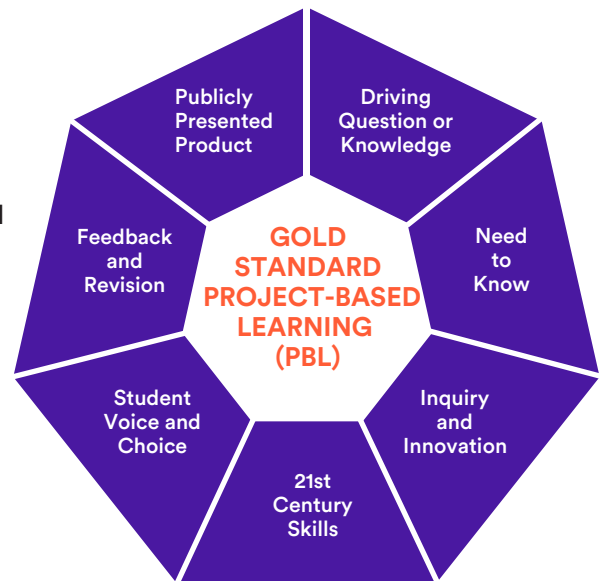 GOLD
STANDARD
PROJECT-BASED
LEARNING
(PBL)
Driving
Question or
Knowledge
Need
to
Know
Inquiry
and
Innovation
21st
Century
Skills
Student
Voice and
Choice
Feedback
and
Revision
Publicly
Presented
Product